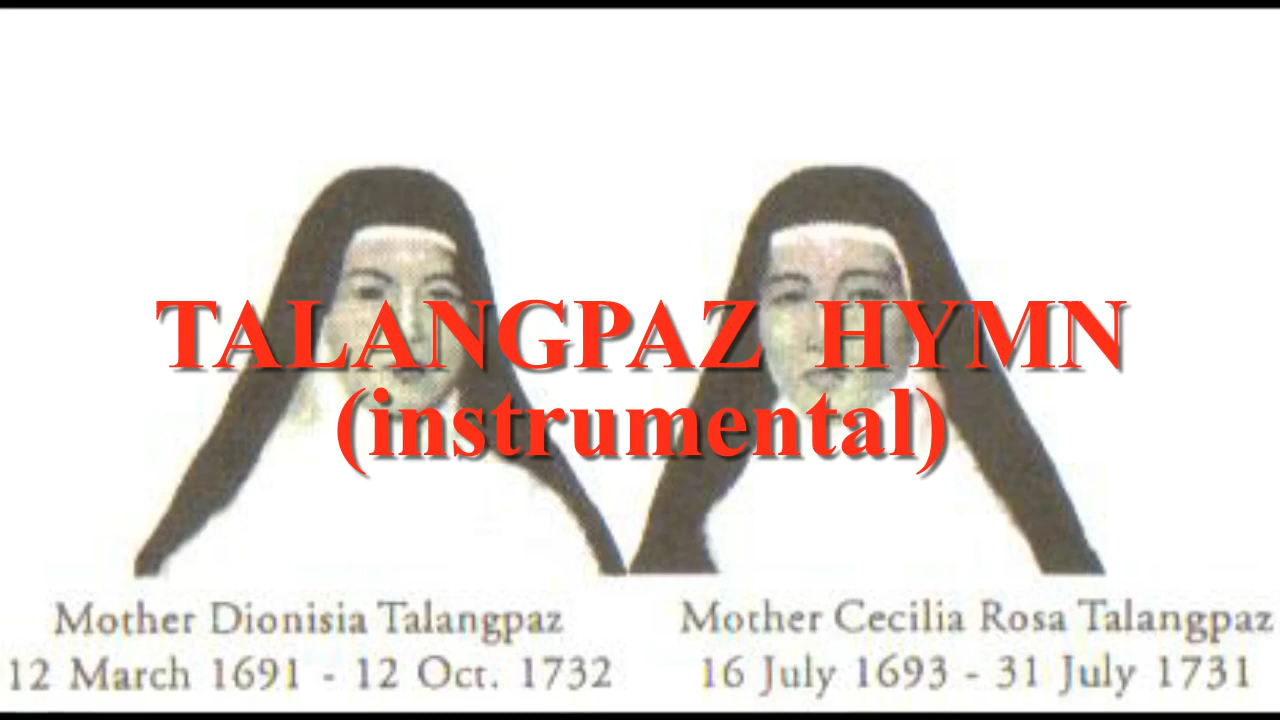 TALANGPAZ HYMN
(instrumental)
Mother Dionisia Talangpaz
12 March 1691 - 12 Oct. 1732
Mother Cecilia Rosa Talangpaz
16 July 1693 - 31 July 1731